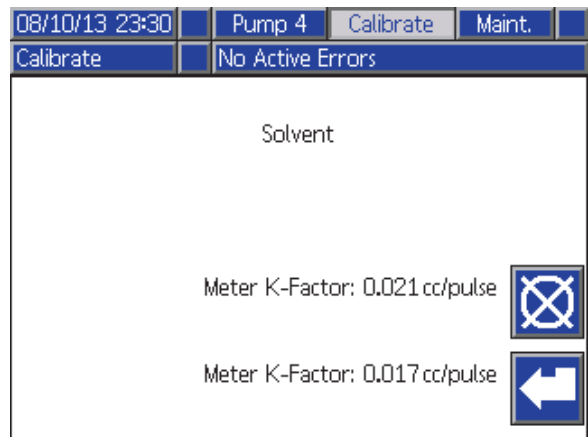 08/10/13 23:30 Pump 4 Calibrate Maint.
Calibrate No Active Errors
Solvent
Meter K-Factor: 0.021 cc/pulse
Meter K-Factor: 0.017 cc/pulse